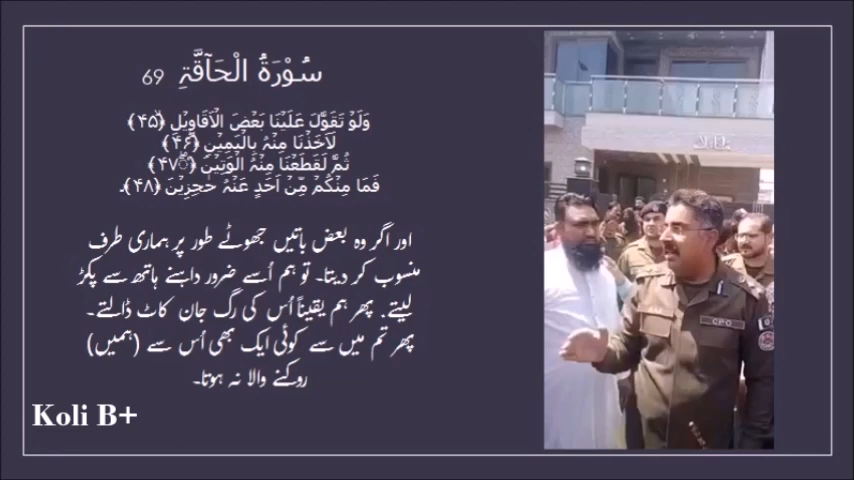 سُوْرَۃُ الْحَآقَّۃِ 69
وَلَوۡ تَقَوَّلَ عَلَیۡنَا بَعۡضَ الۡاَقَاوِیۡلِ ﴿ۙ۴۵﴾
لَاَخَذۡنَا مِنۡہُ بِالۡیَمِیۡنِ ﴿ۙ۴۶﴾
ثُمَّ لَقَطَعۡنَا مِنۡہُ الۡوَتِیۡنَ ﴿۫ۖ۴۷﴾
فَمَا مِنۡکُمۡ مِّنۡ اَحَدٍ عَنۡہُ حٰجِزِیۡنَ ﴿۴۸﴾.
اور اگر وہ بعض باتیں جھوٹے طور پر ہماری طرف
منسوب کر دیتا۔ تو ہم اُسے ضرور داہنے ہاتھ سے پکڑ
لیتے۔ پھر ہم یقیناً اُس کی رگ جان کاٹ ڈالتے۔
پھر تم میں سے کوئی ایک بھی اُس سے (ہمیں)
روکنے والا نہ ہوتا۔
Koli B+
CPO